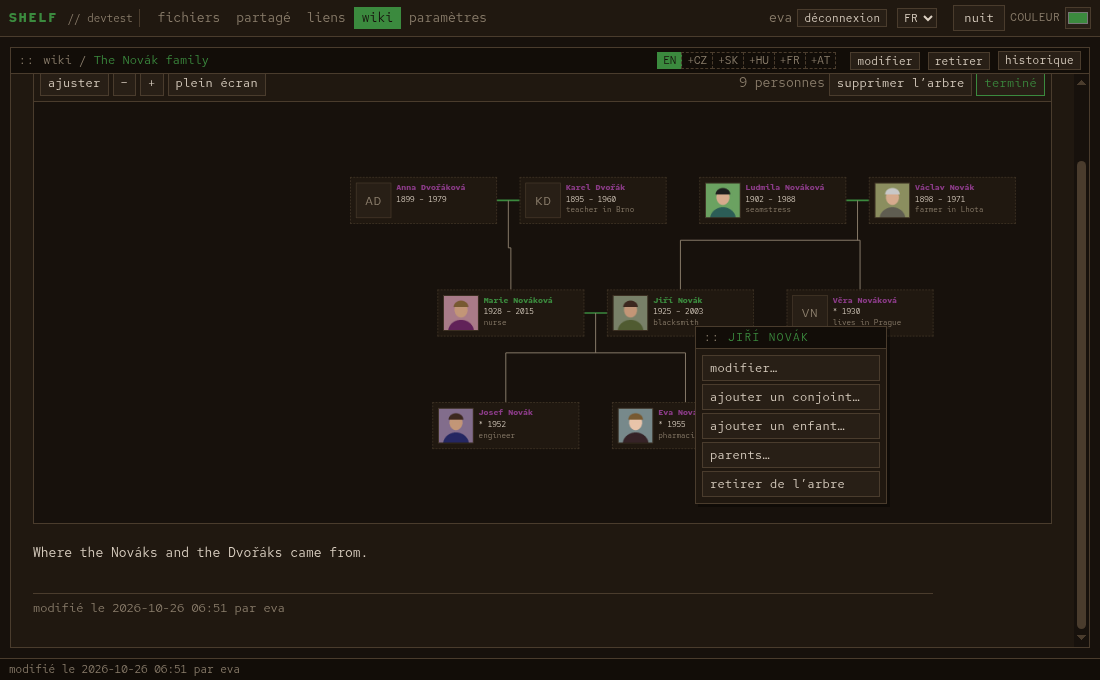 SHELF // devtest fichiers partagé liens wiki paramètres eva déconnexion FR nuit COULEUR
:: wiki / The Novák family EN +CZ +SK +HU +FR +AT modifier retirer historique
ajuster − + plein écran 9 personnes supprimer l’arbre terminé
AD Anna Dvořáková
1899 – 1979
KD Karel Dvořák
1895 – 1960
teacher in Brno
Ludmila Nováková
1902 – 1988
seamstress
Václav Novák
1898 – 1971
farmer in Lhota
Marie Nováková
1928 – 2015
nurse
Jiří Novák
1925 – 2003
blacksmith
VN Věra Nováková
* 1930
lives in Prague
:: JIŘÍ NOVÁK
modifier…
ajouter un conjoint…
ajouter un enfant…
parents…
retirer de l’arbre
Josef Novák
* 1952
engineer
Eva
* 1955
Where the Nováks and the Dvořáks came from.
modifié le 2026-10-26 06:51 par eva
modifié le 2026-10-26 06:51 par eva